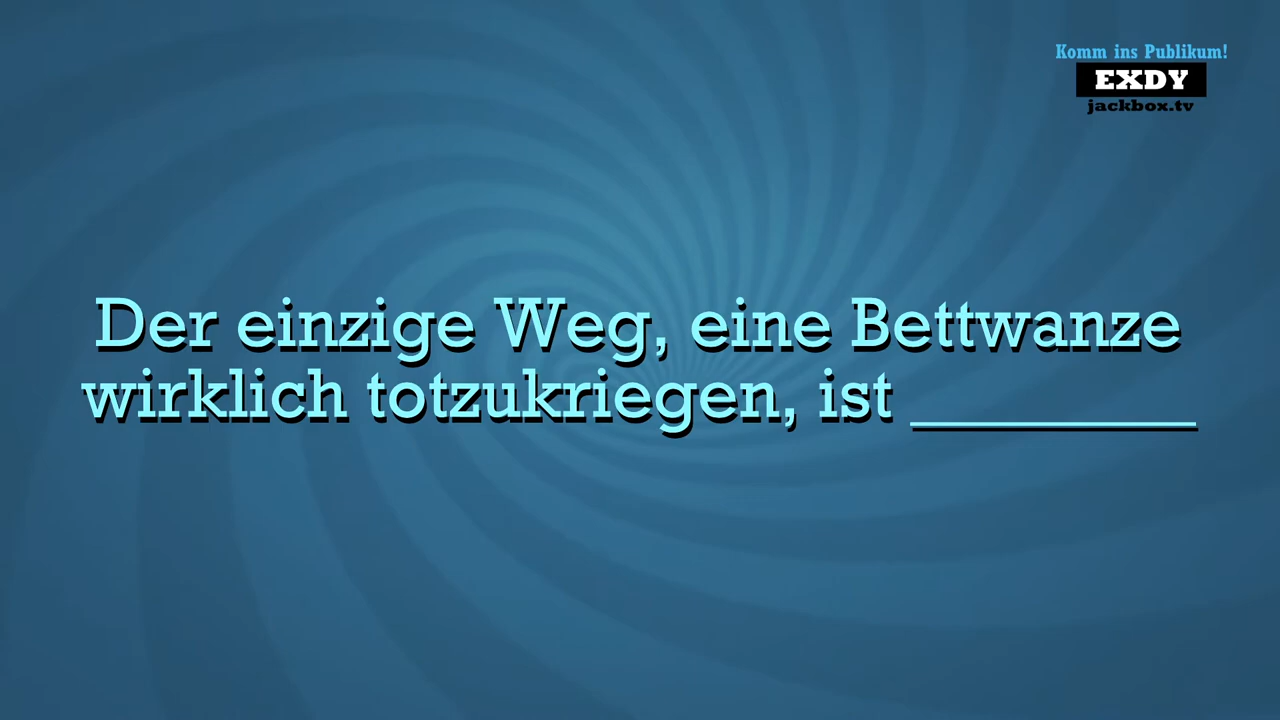 Komm ins Publikum!
EXDY
jackbox.tv
Der einzige Weg, eine Bettwanze
wirklich totzukriegen, ist ________